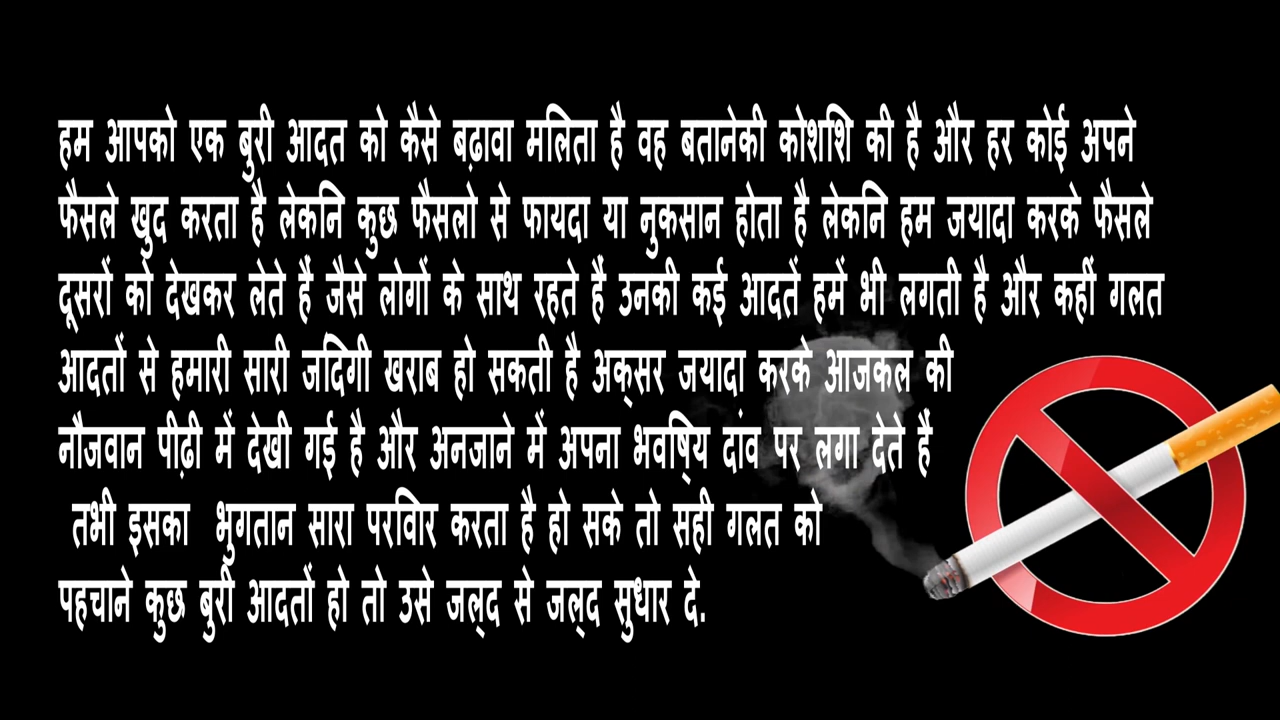 हम आपको एक बुरी आदत को कैसे बढ़ावा मलिता है वह बतानेकी कोशशि की है और हर कोई अपने
फैसले खुद करता है लेकनि कुछ फैसलो से फायदा या नुकसान होता है लेकनि हम जयादा करके फैसले
दूसरों को देखकर लेते हैं जैसे लोगों के साथ रहते हैं उनकी कई आदतें हमें भी लगती है और कहीं गलत
आदतों से हमारी सारी जंदिगी खराब हो सकती है अक्सर जयादा करके आजकल की
नौजवान पीढ़ी में देखी गई है और अनजाने में अपना भवष्यि दांव पर लगा देते हैं
तभी इसका भुगतान सारा परविार करता है हो सके तो सही गलत को
पहचाने कुछ बुरी आदतों हो तो उसे जल्द से जल्द सुधार दे.